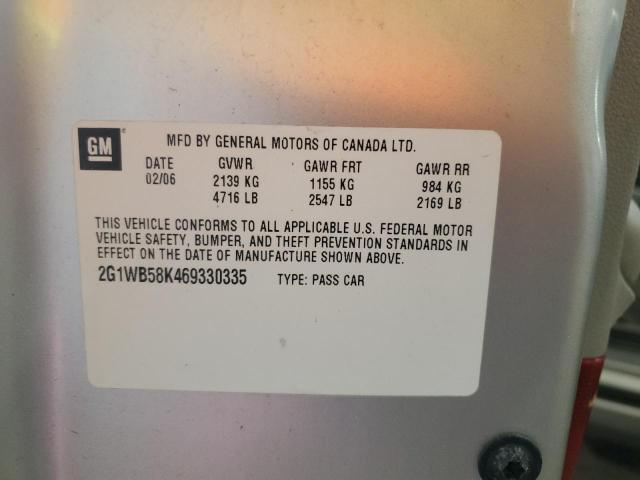 GM
MFD BY GENERAL MOTORS OF CANADA LTD.
DATE GVWR GAWR FRT GAWR RR
02/06 2139 KG 1155 KG 984 KG
4716 LB 2547 LB 2169 LB
THIS VEHICLE CONFORMS TO ALL APPLICABLE U.S. FEDERAL MOTOR
VEHICLE SAFETY, BUMPER, AND THEFT PREVENTION STANDARDS IN
EFFECT ON THE DATE OF MANUFACTURE SHOWN ABOVE.
2G1WB58K469330335 TYPE: PASS CAR